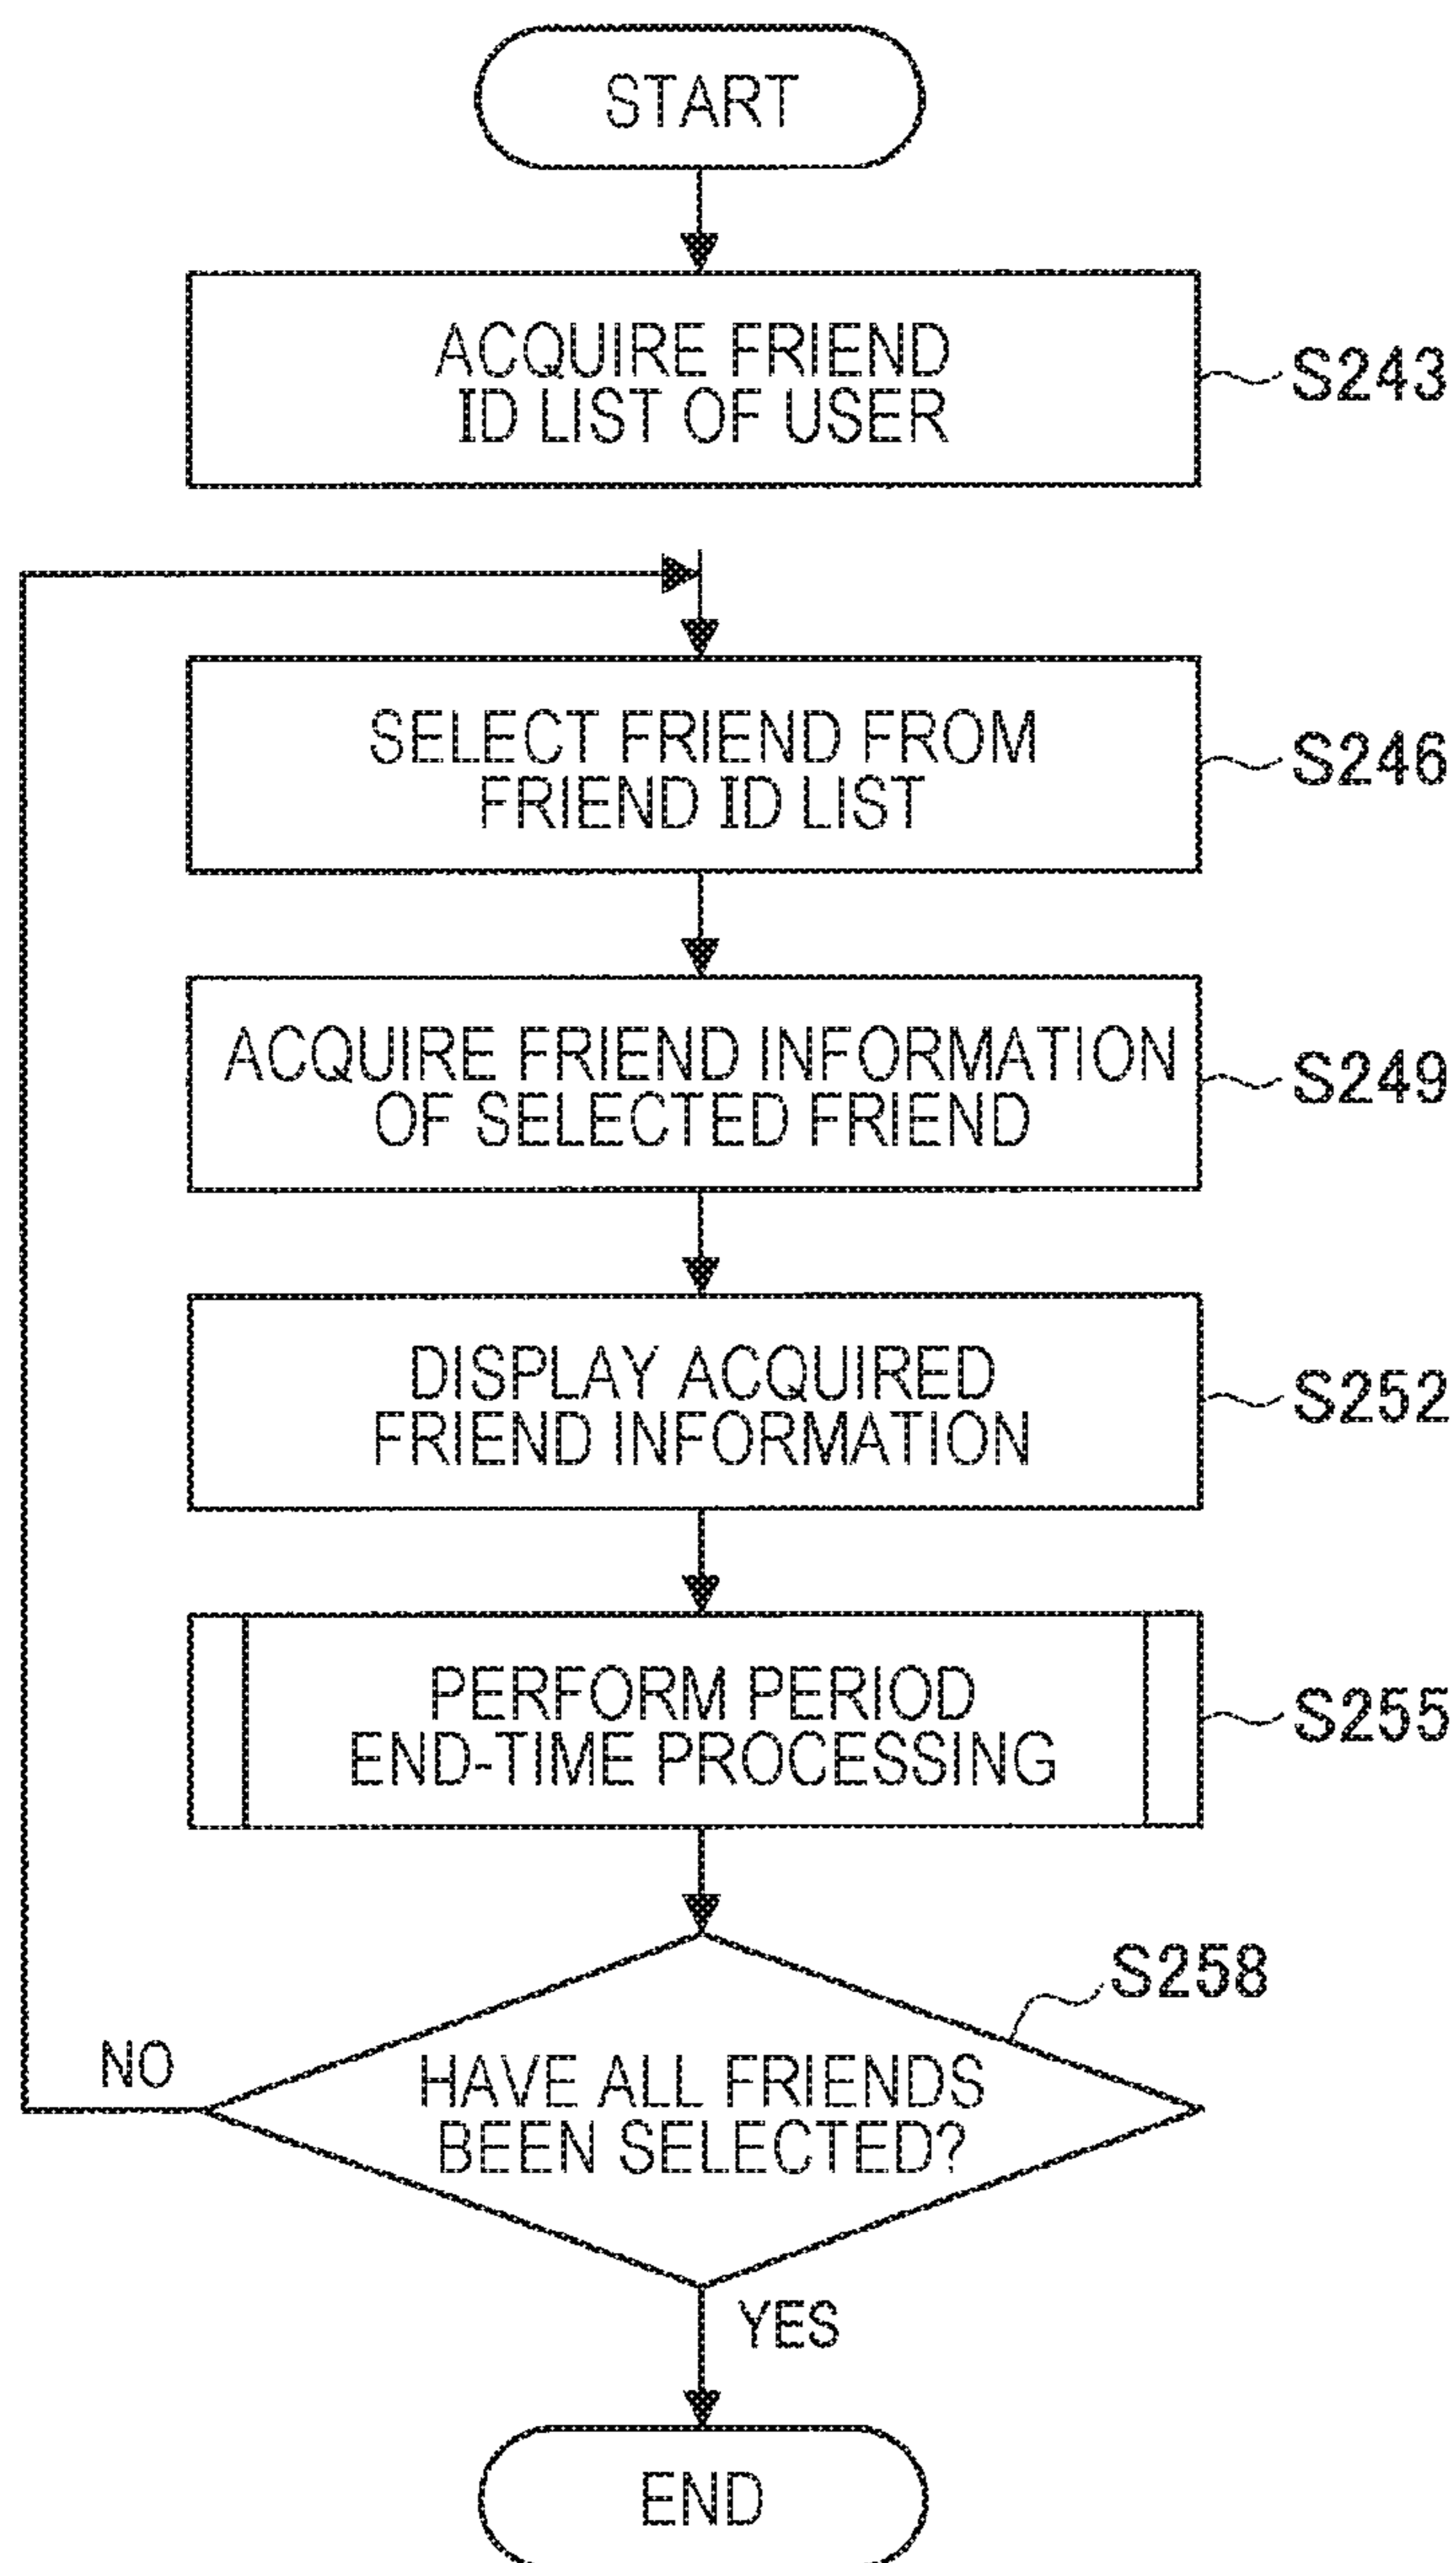 START
ACQUIRE FRIEND
ID LIST OF USER
S243
SELECT FRIEND FROM
FRIEND ID LIST
S246
ACQUIRE FRIEND INFORMATION
OF SELECTED FRIEND
S249
DISPLAY ACQUIRED
FRIEND INFORMATION
S252
PERFORM PERIOD
END-TIME PROCESSING
S255
S258
HAVE ALL FRIENDS
BEEN SELECTED?
NO
YES
END